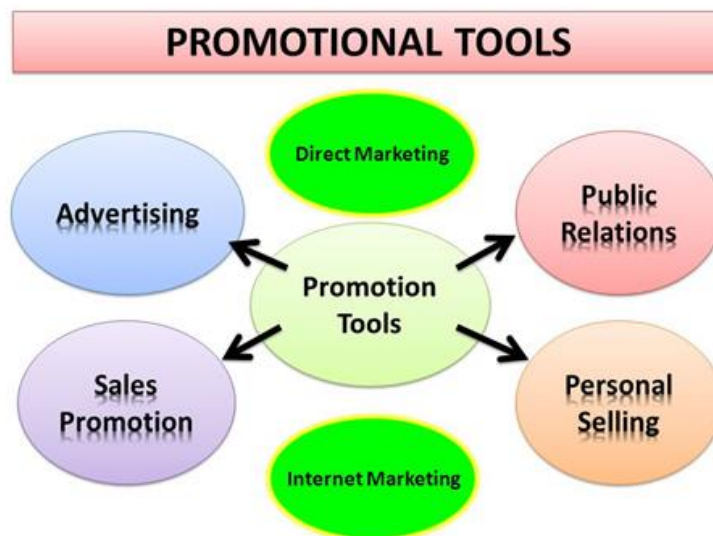 PROMOTIONAL TOOLS
Direct Marketing
Advertising
Public
Relations
Promotion
Tools
Sales
Promotion
Personal
Selling
Internet Marketing